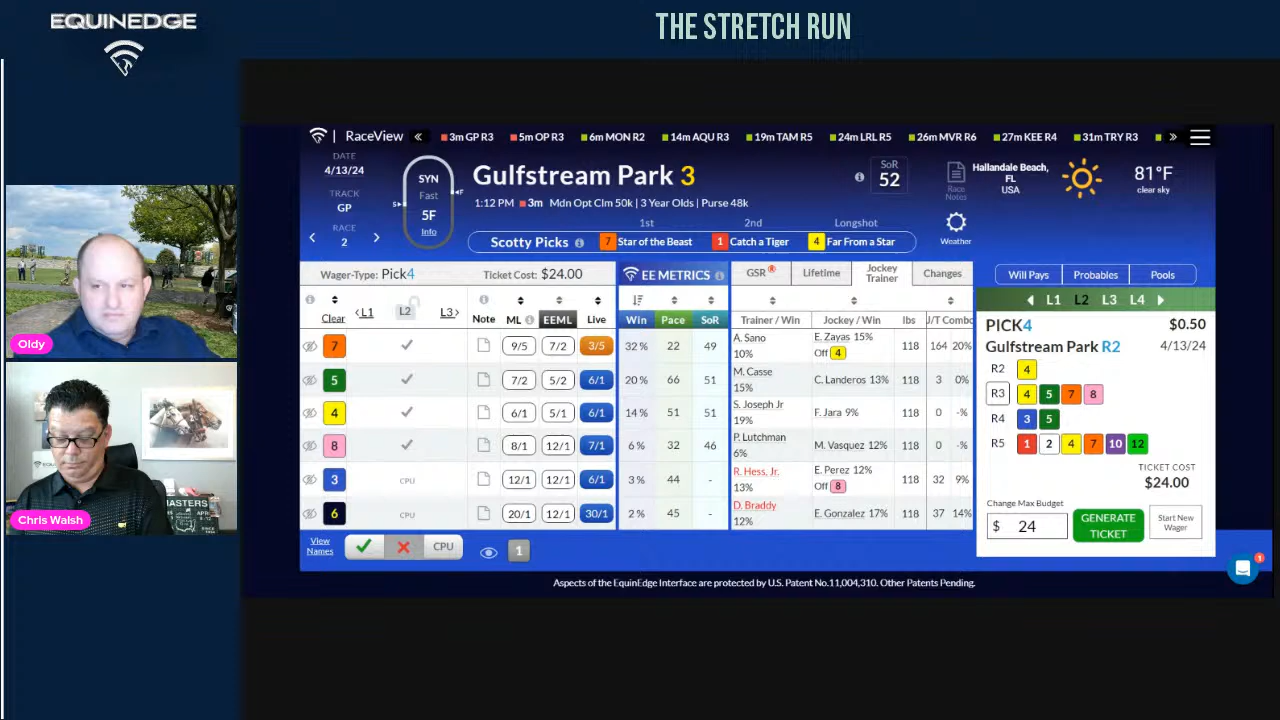 EQUINEDGE
THE STRETCH RUN
RaceView « 3m GP R3 5m OP R3 6m MON R2 14m AQU R3 19m TAM R5 24m LRL R5 26m MVR R6 27m KEE R4 31m TRY R3 »
DATE
4/13/24
TRACK
GP
RACE
2
SYN
Fast
5F
Info
Gulfstream Park 3
SoR
52
1:12 PM 3m Mdn Opt Clm 50k | 3 Year Olds | Purse 48k
1st 2nd Longshot
Scotty Picks 7 Star of the Beast 1 Catch a Tiger 4 Far From a Star
Race
Notes
Hallandale Beach,
FL
USA
81°F
clear sky
Weather
Wager-Type: Pick4 Ticket Cost: $24.00
EE METRICS
GSR® Lifetime Jockey Trainer Changes
Will Pays Probables Pools
Clear <L1 L2 L3> Note ML EEML Live Win Pace SoR Trainer / Win Jockey / Win lbs J/T Combo
7 9/5 7/2 3/5 32% 22 49 A. Sano 10% E. Zayas 15% Off 4 118 164 20%
5 7/2 5/2 6/1 20% 66 51 M. Casse 15% C. Landeros 13% 118 3 0%
4 6/1 5/1 6/1 14% 51 51 S. Joseph Jr 19% F. Jara 9% 118 0 -%
8 8/1 12/1 7/1 6% 32 46 P. Lutchman 6% M. Vasquez 12% 118 0 -%
3 CPU 12/1 12/1 6/1 3% 44 - R. Hess, Jr. 13% E. Perez 12% Off 8 118 32 9%
6 CPU 20/1 12/1 30/1 2% 45 - D. Braddy 12% E. Gonzalez 17% 118 37 14%
View
Names
CPU
1
L1 L2 L3 L4
PICK4 $0.50
Gulfstream Park R2 4/13/24
R2 4
R3 4 5 7 8
R4 3 5
R5 1 2 4 7 10 12
TICKET COST
$24.00
Change Max Budget
$ 24
GENERATE
TICKET
Start New
Wager
1
Aspects of the EquinEdge Interface are protected by U.S. Patent No.11,004,310. Other Patents Pending.
Oldy
Chris Walsh
MASTERS